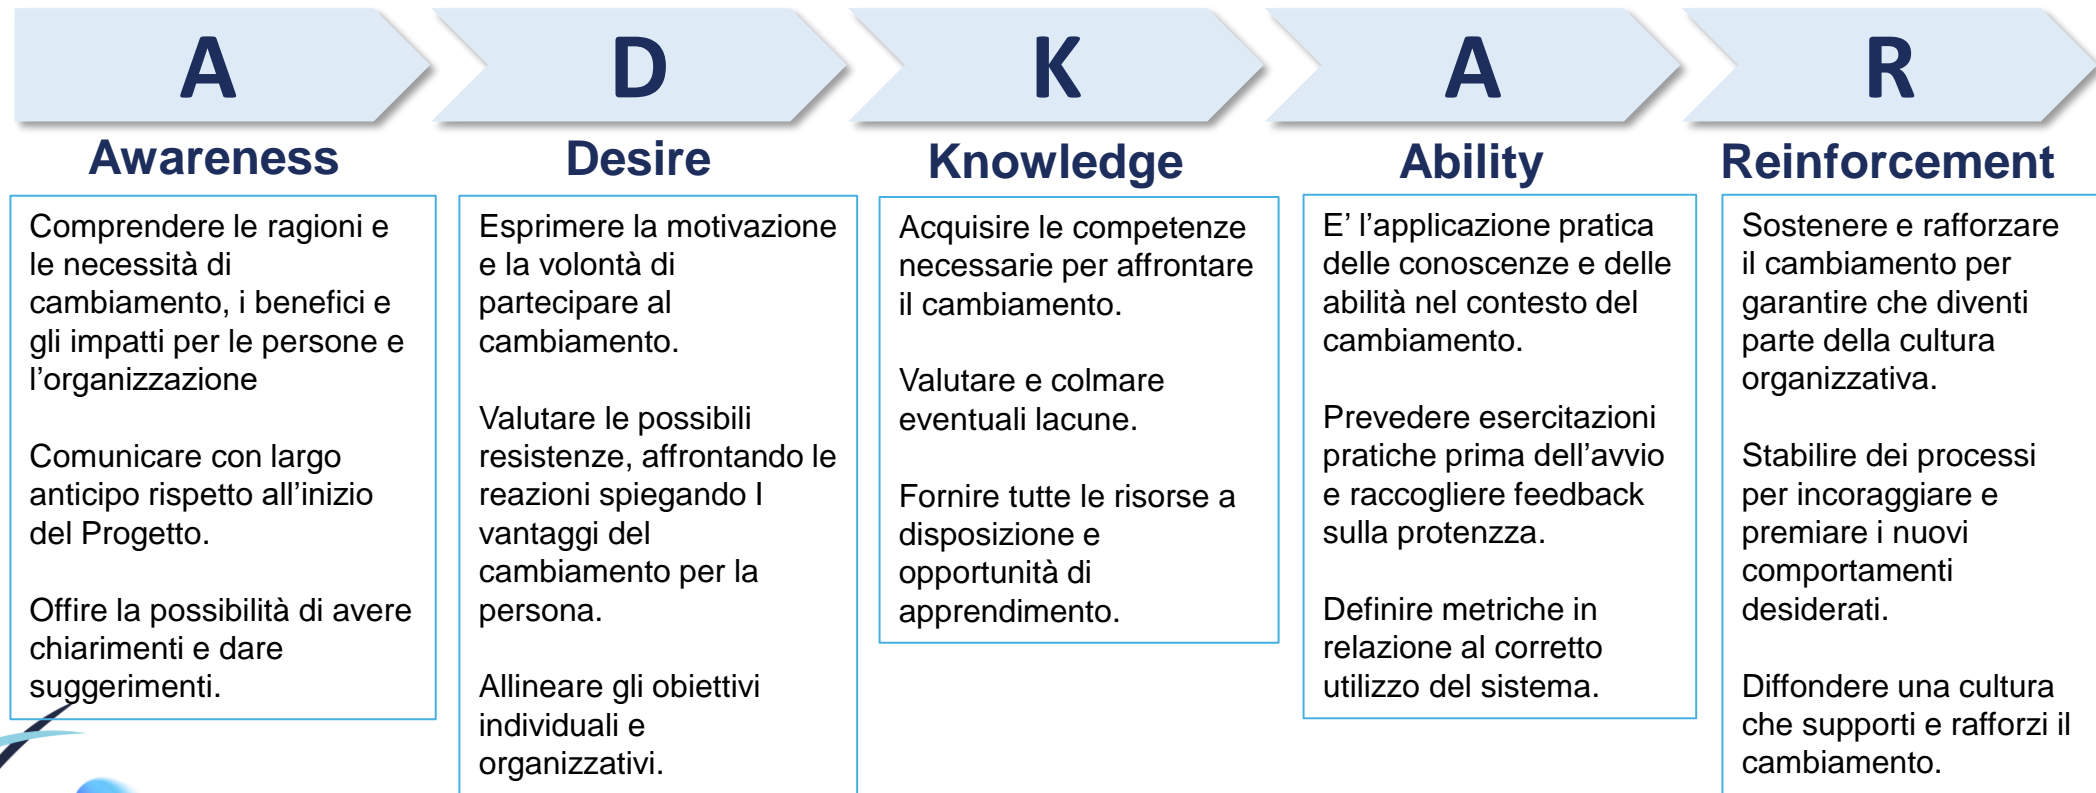 A
D
K
A
R
Awareness
Desire
Knowledge
Ability
Reinforcement
Comprendere le ragioni e
le necessità di
cambiamento, i benefici e
gli impatti per le persone e
l’organizzazione
Comunicare con largo
anticipo rispetto all’inizio
del Progetto.
Offire la possibilità di avere
chiarimenti e dare
suggerimenti.
Esprimere la motivazione
e la volontà di
partecipare al
cambiamento.
Valutare le possibili
resistenze, affrontando le
reazioni spiegando I
vantaggi del
cambiamento per la
persona.
Allineare gli obiettivi
individuali e
organizzativi.
Acquisire le competenze
necessarie per affrontare
il cambiamento.
Valutare e colmare
eventuali lacune.
Fornire tutte le risorse a
disposizione e
opportunità di
apprendimento.
E’ l’applicazione pratica
delle conoscenze e delle
abilità nel contesto del
cambiamento.
Prevedere esercitazioni
pratiche prima dell’avvio
e raccogliere feedback
sulla protenzza.
Definire metriche in
relazione al corretto
utilizzo del sistema.
Sostenere e rafforzare
il cambiamento per
garantire che diventi
parte della cultura
organizzativa.
Stabilire dei processi
per incoraggiare e
premiare i nuovi
comportamenti
desiderati.
Diffondere una cultura
che supporti e rafforzi il
cambiamento.